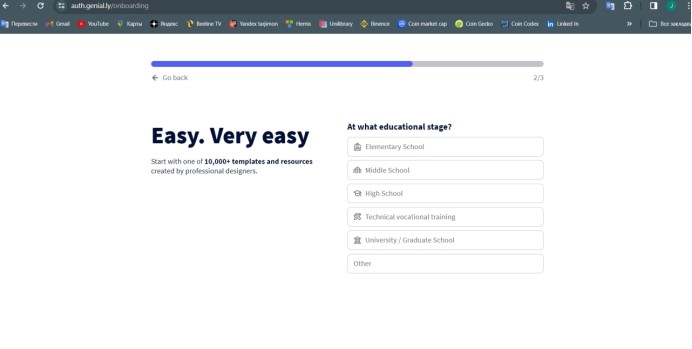 auth.genial.ly/onboarding
Перевести Gmail YouTube Карты Яндекс Beeline TV Yandex tarjimon Hemis Unilibrary Binence Coin market cap Coin Gecko Coin Codex Linked In » Все закладки
Go back 2/3
Easy. Very easy
Start with one of 10,000+ templates and resources
created by professional designers.
At what educational stage?
Elementary School
Middle School
High School
Technical vocational training
University / Graduate School
Other